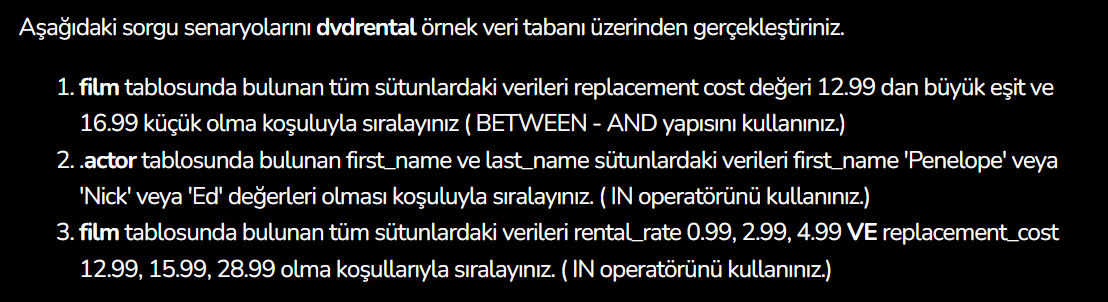 Aşağıdaki sorgu senaryolarını dvdrental örnek veri tabanı üzerinden gerçekleştiriniz.
1. film tablosunda bulunan tüm sütunlardaki verileri replacement cost değeri 12.99 dan büyük eşit ve
16.99 küçük olma koşuluyla sıralayınız ( BETWEEN - AND yapısını kullanınız.)
2. .actor tablosunda bulunan first_name ve last_name sütunlardaki verileri first_name 'Penelope' veya
'Nick' veya 'Ed' değerleri olması koşuluyla sıralayınız. ( IN operatörünü kullanınız.)
3. film tablosunda bulunan tüm sütunlardaki verileri rental_rate 0.99, 2.99, 4.99 VE replacement_cost
12.99, 15.99, 28.99 olma koşullarıyla sıralayınız. ( IN operatörünü kullanınız.)